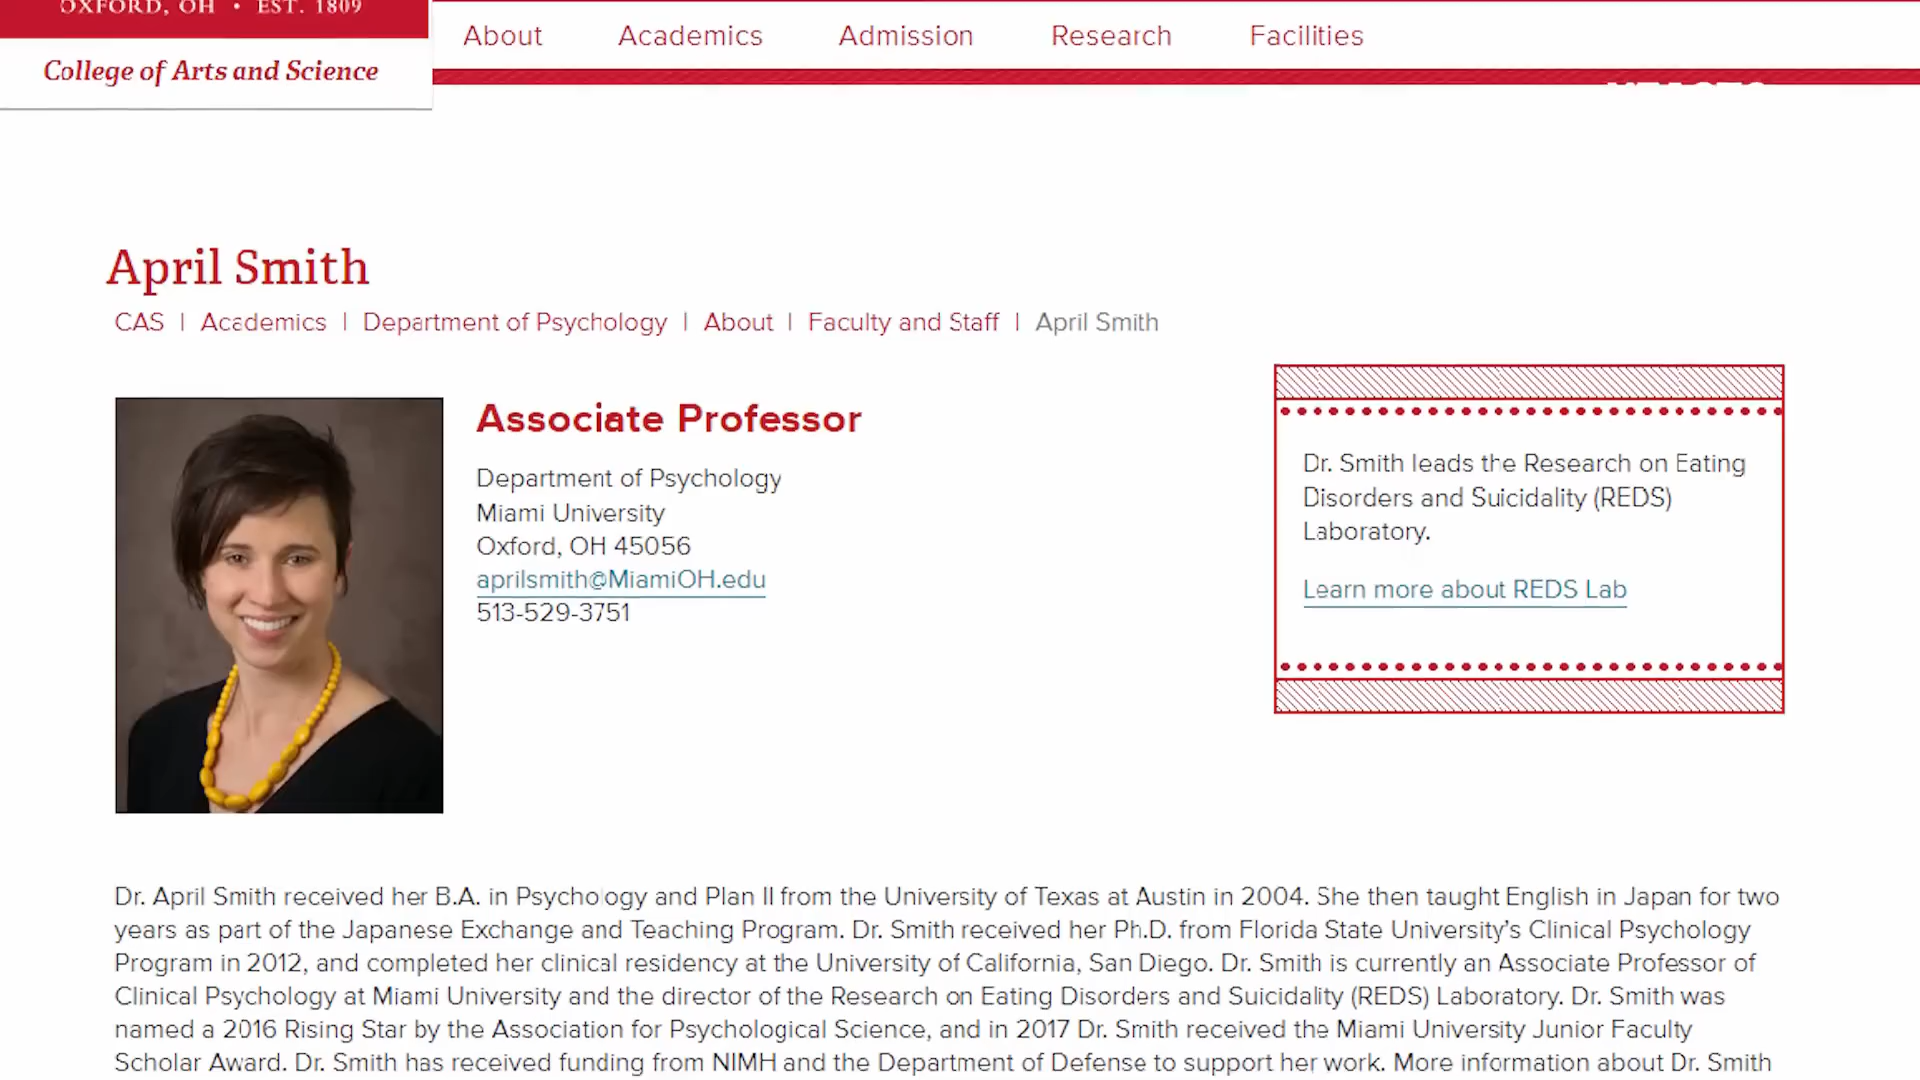 OXFORD, OH • EST. 1809
College of Arts and Science
About Academics Admission Research Facilities
April Smith
CAS | Academics | Department of Psychology | About | Faculty and Staff | April Smith
Associate Professor
Department of Psychology
Miami University
Oxford, OH 45056
aprilsmith@MiamiOH.edu
513-529-3751
Dr. Smith leads the Research on Eating
Disorders and Suicidality (REDS)
Laboratory.
Learn more about REDS Lab
Dr. April Smith received her B.A. in Psychology and Plan II from the University of Texas at Austin in 2004. She then taught English in Japan for two
years as part of the Japanese Exchange and Teaching Program. Dr. Smith received her Ph.D. from Florida State University's Clinical Psychology
Program in 2012, and completed her clinical residency at the University of California, San Diego. Dr. Smith is currently an Associate Professor of
Clinical Psychology at Miami University and the director of the Research on Eating Disorders and Suicidality (REDS) Laboratory. Dr. Smith was
named a 2016 Rising Star by the Association for Psychological Science, and in 2017 Dr. Smith received the Miami University Junior Faculty
Scholar Award. Dr. Smith has received funding from NIMH and the Department of Defense to support her work. More information about Dr. Smith